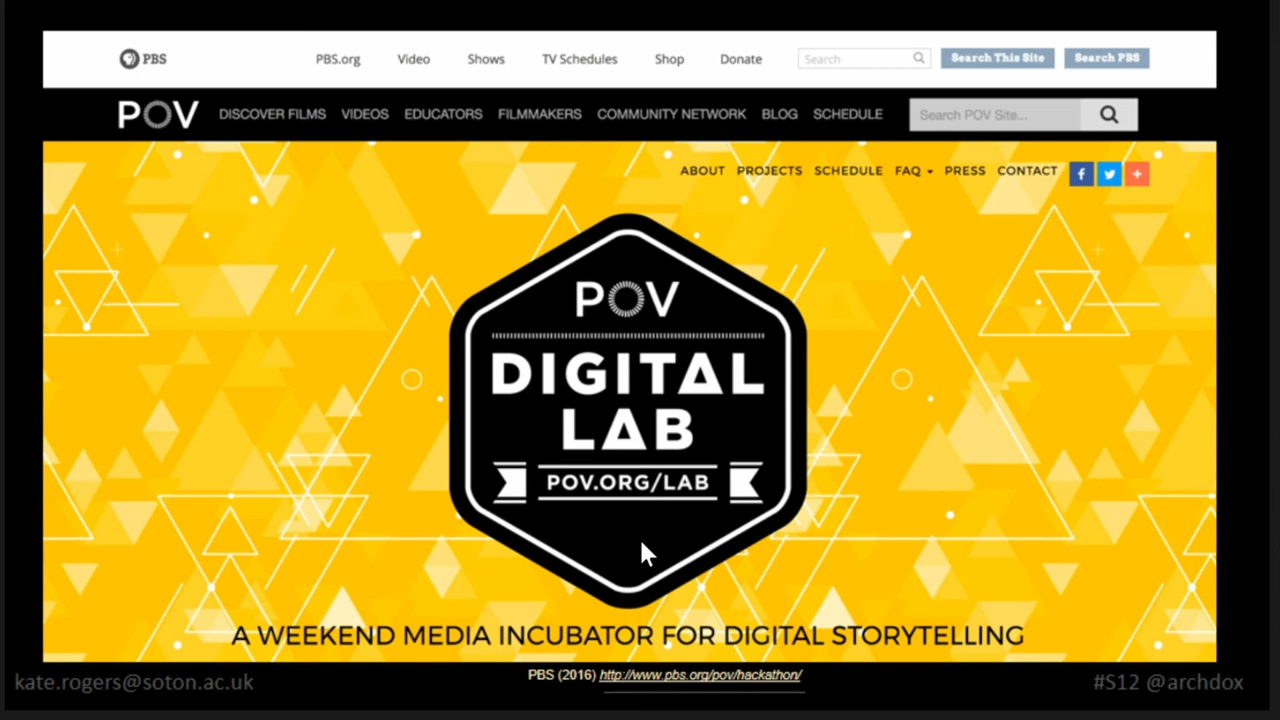 PBS PBS.org Video Shows TV Schedules Shop Donate Search Search This Site Search PBS
POV DISCOVER FILMS VIDEOS EDUCATORS FILMMAKERS COMMUNITY NETWORK BLOG SCHEDULE Search POV Site...
ABOUT PROJECTS SCHEDULE FAQ PRESS CONTACT f +
POV
DIGITAL
LAB
POV.ORG/LAB
A WEEKEND MEDIA INCUBATOR FOR DIGITAL STORYTELLING
PBS (2016) http://www.pbs.org/pov/hackathon/
kate.rogers@soton.ac.uk #S12 @archdox